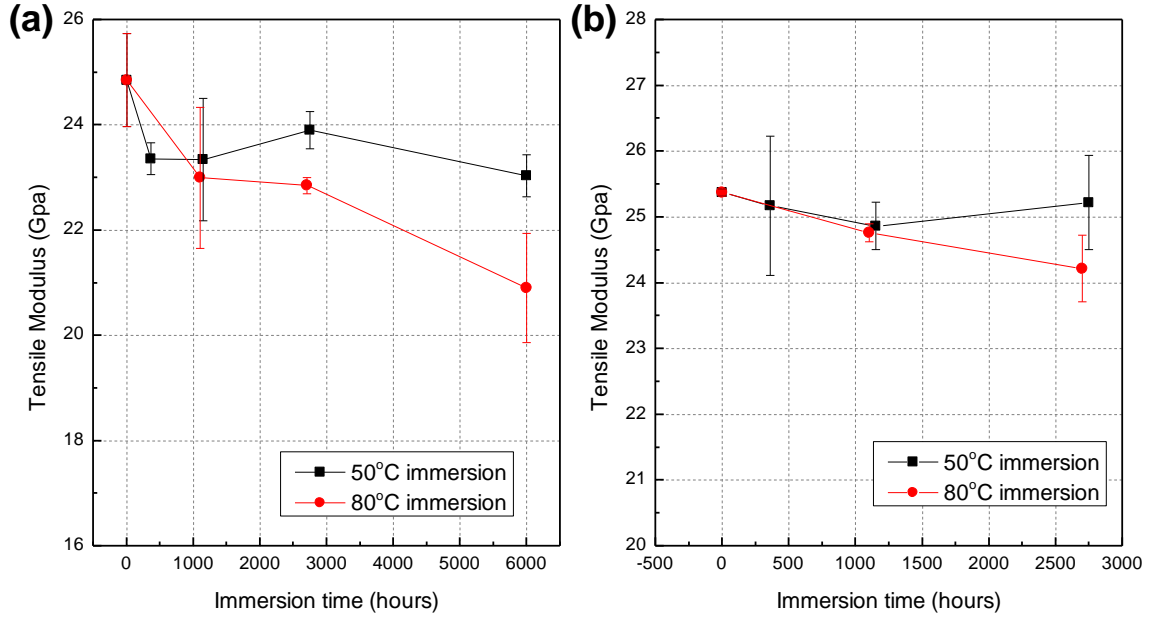 (a)
26
24
22
20
18
16
Tensile Modulus (Gpa)
0 1000 2000 3000 4000 5000 6000
Immersion time (hours)
50°C immersion
80°C immersion
(b)
28
27
26
25
24
23
22
21
20
Tensile Modulus (Gpa)
-500 0 500 1000 1500 2000 2500 3000
Immersion time (hours)
50°C immersion
80°C immersion